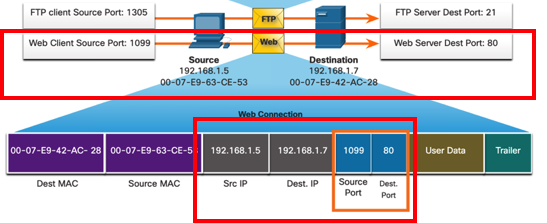 FTP client Source Port: 1305
FTP
FTP Server Dest Port: 21
Web Client Source Port: 1099
Web
Web Server Dest Port: 80
Source
192.168.1.5
00-07-E9-63-CE-53
Destination
192.168.1.7
00-07-E9-42-AC-28
Web Connection
00-07-E9-42-AC- 28
00-07-E9-63-CE-53
192.168.1.5
192.168.1.7
1099
80
User Data
Trailer
Dest MAC
Source MAC
Src IP
Dest. IP
Source
Port
Dest.
Port